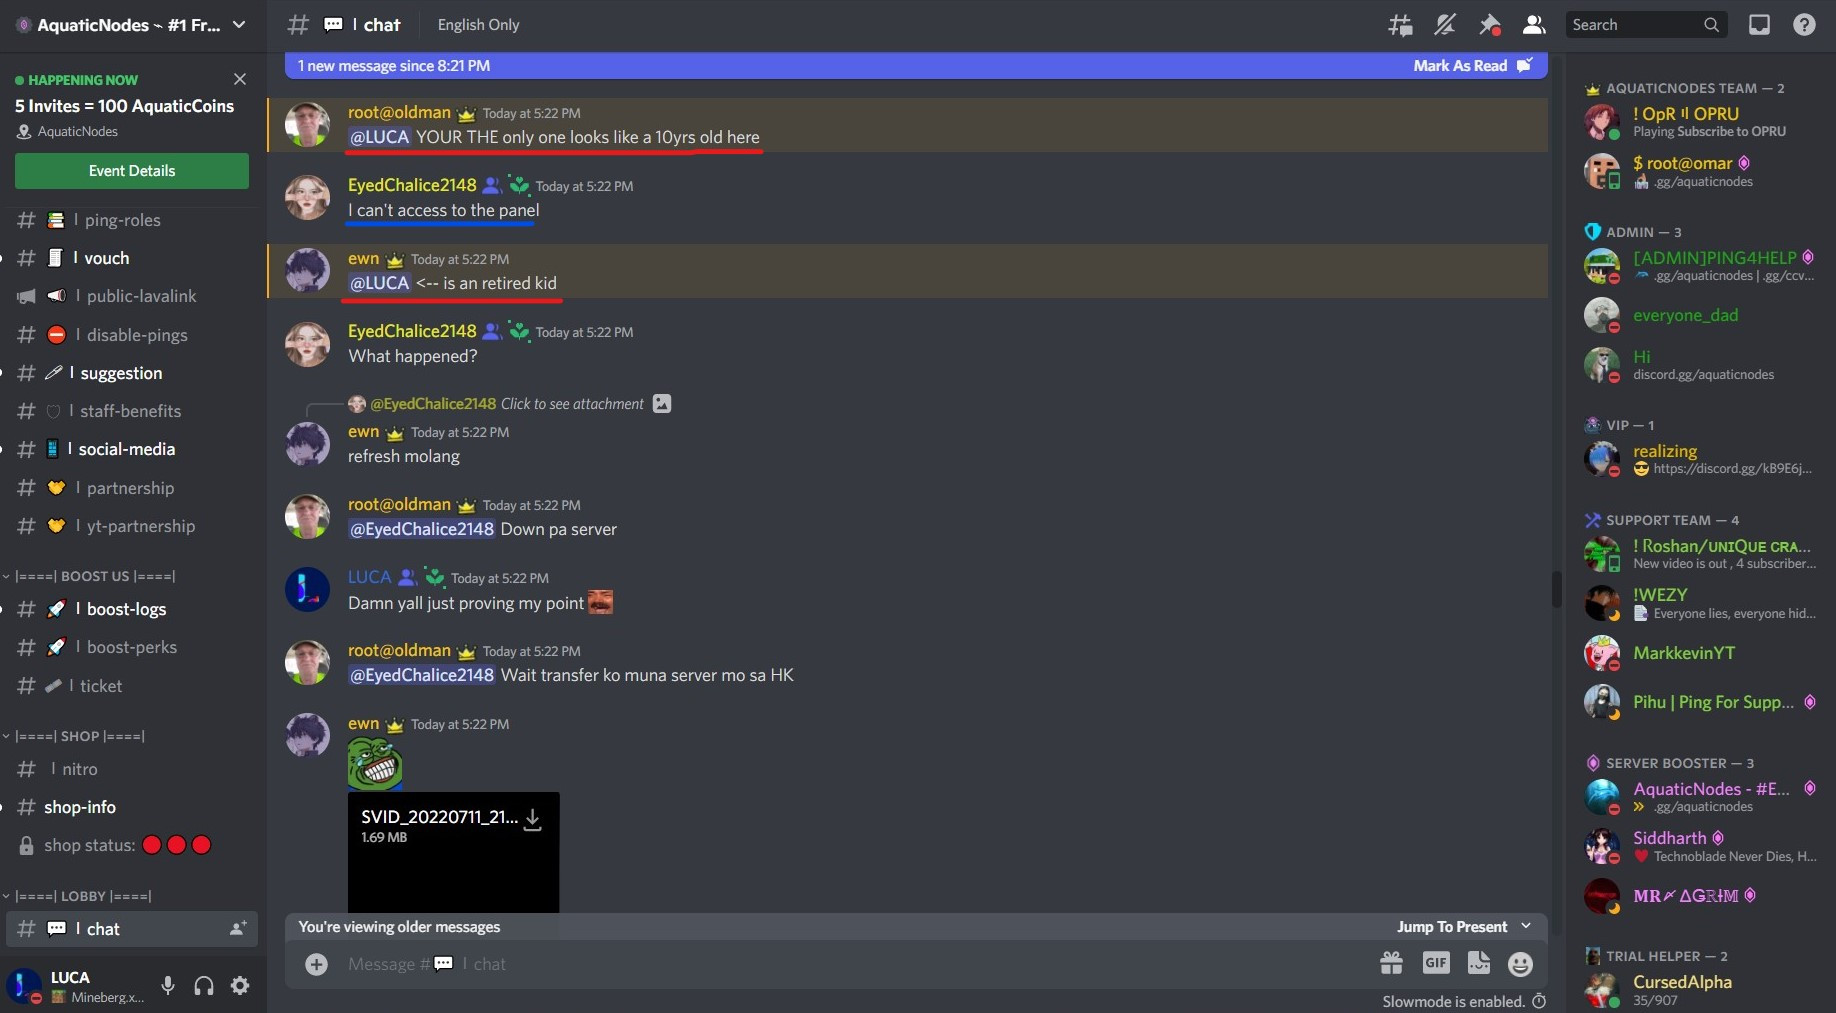 AquaticNodes ~ #1 Fr...
HAPPENING NOW
5 Invites = 100 AquaticCoins
AquaticNodes
Event Details
# | ping-roles
# | vouch
| public-lavalink
# | disable-pings
# | suggestion
# | staff-benefits
# | social-media
# | partnership
# | yt-partnership
|====| BOOST US |====|
# | boost-logs
# | boost-perks
# | ticket
|====| SHOP |====|
# | nitro
# shop-info
shop status: 🔴🔴🔴
|====| LOBBY |====|
# 💬 | chat
LUCA
Mineberg.x...
# 💬 | chat
English Only
Search
1 new message since 8:21 PM
Mark As Read
root@oldman Today at 5:22 PM
@LUCA YOUR THE only one looks like a 10yrs old here
EyedChalice2148 Today at 5:22 PM
I can't access to the panel
ewn Today at 5:22 PM
@LUCA <-- is an retired kid
EyedChalice2148 Today at 5:22 PM
What happened?
@EyedChalice2148 Click to see attachment
ewn Today at 5:22 PM
refresh molang
root@oldman Today at 5:22 PM
@EyedChalice2148 Down pa server
LUCA Today at 5:22 PM
Damn yall just proving my point
root@oldman Today at 5:22 PM
@EyedChalice2148 Wait transfer ko muna server mo sa HK
ewn Today at 5:22 PM
SVID_20220711_21...
1.69 MB
You're viewing older messages
Jump To Present
Message #💬 | chat
GIF
Slowmode is enabled.
AQUATICNODES TEAM — 2
! OpR 기 OPRU
Playing Subscribe to OPRU
$ root@omar
.gg/aquaticnodes
ADMIN — 3
[ADMIN]PING4HELP
.gg/aquaticnodes | .gg/ccv...
everyone_dad
Hi
discord.gg/aquaticnodes
VIP — 1
realizing
😎 https://discord.gg/kB9E6j...
SUPPORT TEAM — 4
! Roshan/ᴜɴɪQᴜᴇ ᴄʀᴀ...
New video is out , 4 subscriber...
!WEZY
Everyone lies, everyone hid...
MarkkevinYT
Pihu | Ping For Supp...
SERVER BOOSTER — 3
AquaticNodes - #E...
.gg/aquaticnodes
Siddharth
Technoblade Never Dies, H...
TRIAL HELPER — 2
CursedAlpha
35/907